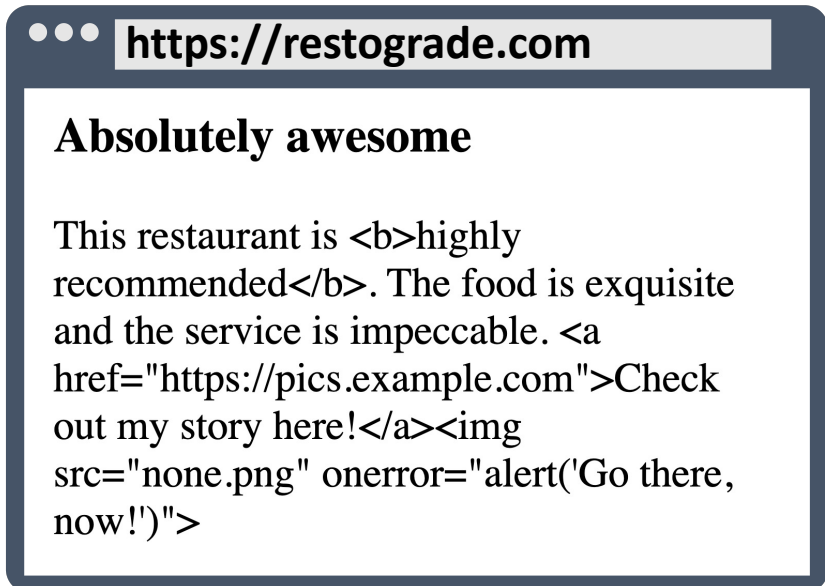 https://restograde.com
Absolutely awesome
This restaurant is <b>highly
recommended</b>. The food is exquisite
and the service is impeccable. <a
href="https://pics.example.com">Check
out my story here!</a><img
src="none.png" onerror="alert('Go there,
now!')">